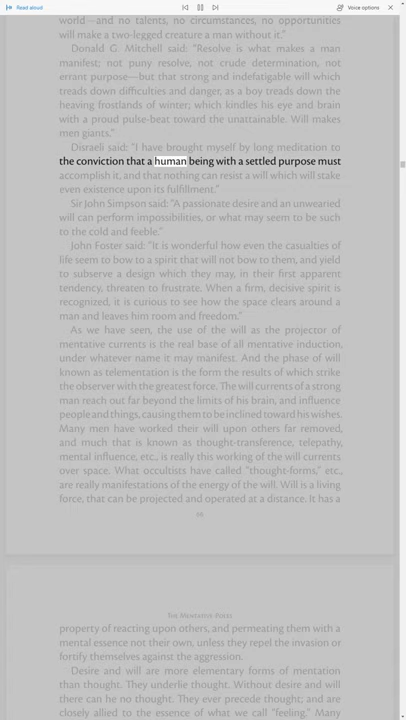 Read aloud
Voice options
world—and no talents, no circumstances, no opportunities
will make a two-legged creature a man without it."
Donald G. Mitchell said: "Resolve is what makes a man
manifest; not puny resolve, not crude determination, not
errant purpose—but that strong and indefatigable will which
treads down difficulties and danger, as a boy treads down the
heaving frostlands of winter; which kindles his eye and brain
with a proud pulse-beat toward the unattainable. Will makes
men giants."
Disraeli said: "I have brought myself by long meditation to
the conviction that a human being with a settled purpose must
accomplish it, and that nothing can resist a will which will stake
even existence upon its fulfillment."
Sir John Simpson said: "A passionate desire and an unwearied
will can perform impossibilities, or what may seem to be such
to the cold and feeble."
John Foster said: "It is wonderful how even the casualties of
life seem to bow to a spirit that will not bow to them, and yield
to subserve a design which they may, in their first apparent
tendency, threaten to frustrate. When a firm, decisive spirit is
recognized, it is curious to see how the space clears around a
man and leaves him room and freedom."
As we have seen, the use of the will as the projector of
mentative currents is the real base of all mentative induction,
under whatever name it may manifest. And the phase of will
known as telementation is the form the results of which strike
the observer with the greatest force. The will currents of a strong
man reach out far beyond the limits of his brain, and influence
people and things, causing them to be inclined toward his wishes.
Many men have worked their will upon others far removed,
and much that is known as thought-transference, telepathy,
mental influence, etc., is really this working of the will currents
over space. What occultists have called "thought-forms," etc.,
are really manifestations of the energy of the will. Will is a living
force, that can be projected and operated at a distance. It has a
The Mentative Poles
property of reacting upon others, and permeating them with a
mental essence not their own, unless they repel the invasion or
fortify themselves against the aggression.
Desire and will are more elementary forms of mentation
than thought. They underlie thought. Without desire and will
there can be no thought. They ever precede thought; and are
closely allied to the essence of what we call "feeling." Many